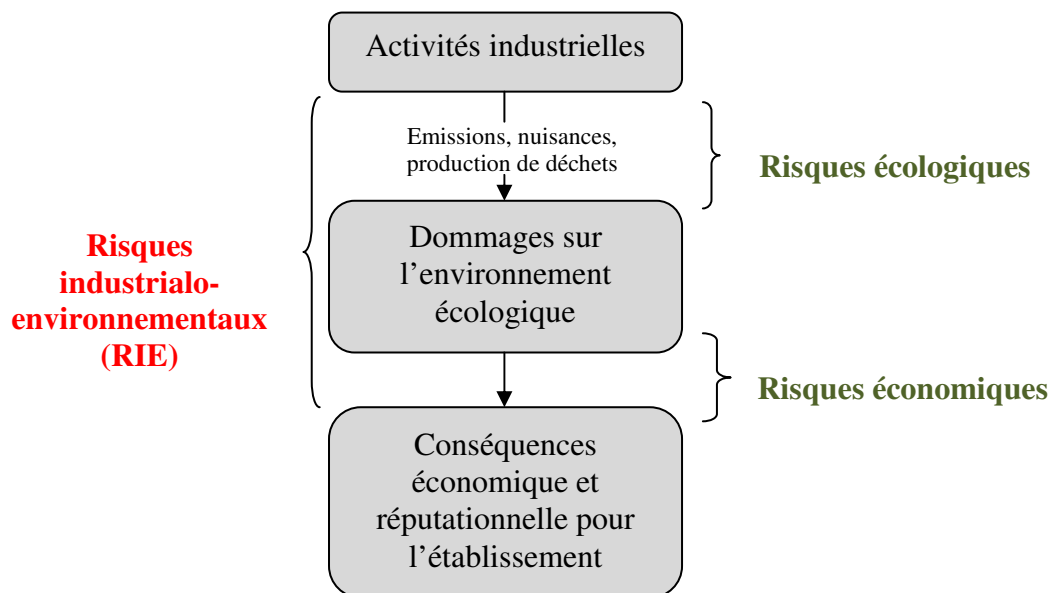 Activités industrielles
Emissions, nuisances,
production de déchets
Risques écologiques
Risques
industrialo-
environnementaux
(RIE)
Dommages sur
l'environnement
écologique
Risques économiques
Conséquences
économique et
réputationnelle pour
l'établissement